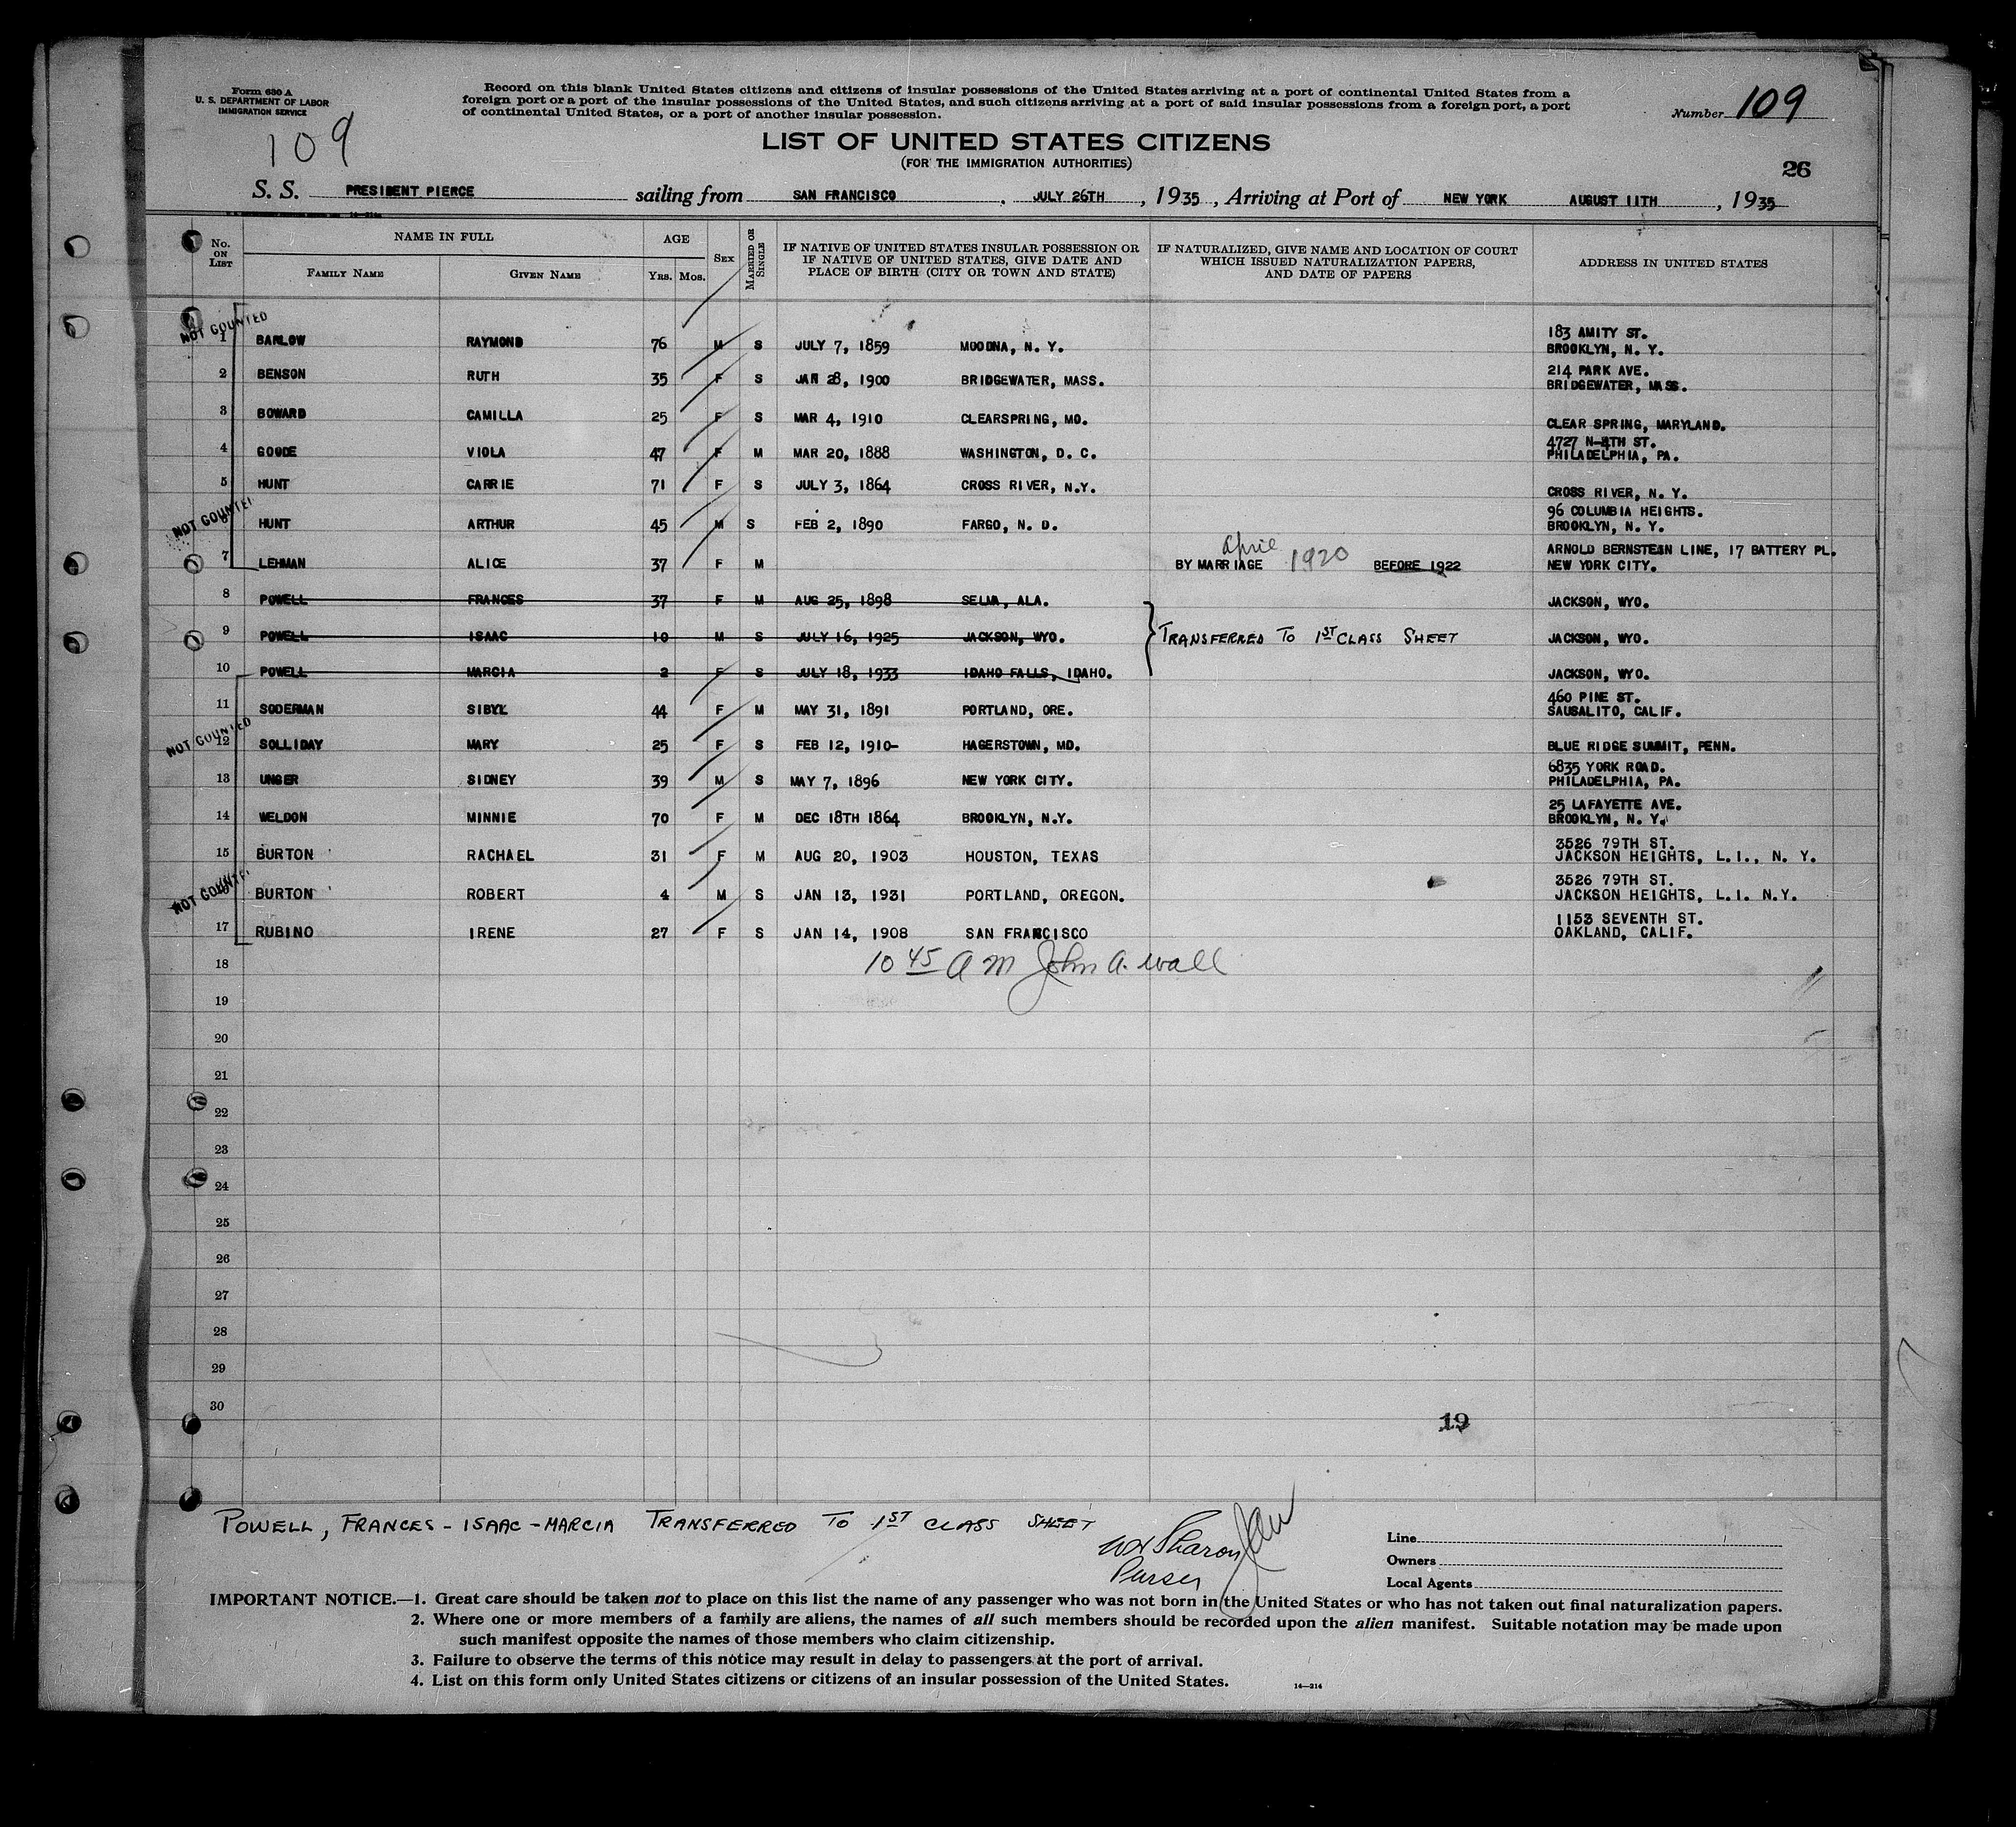 Form 630 A
U. S. DEPARTMENT OF LABOR
IMMIGRATION SERVICE
109
Record on this blank United States citizens and citizens of insular possessions of the United States arriving at a port of continental United States from a
foreign port or a port of the insular possessions of the United States, and such citizens arriving at a port of said insular possessions from a foreign port, a port
of continental United States, or a port of another insular possession.
Number 109
LIST OF UNITED STATES CITIZENS
(FOR THE IMMIGRATION AUTHORITIES)
26
S. S. PRESIDENT PIERCE sailing from SAN FRANCISCO, JULY 26TH, 1935, Arriving at Port of NEW YORK AUGUST 11TH, 1935
14—214
No. ON LIST
NAME IN FULL
FAMILY NAME
GIVEN NAME
AGE
YRS. MOS.
SEX
MARRIED OR SINGLE
IF NATIVE OF UNITED STATES INSULAR POSSESSION OR
IF NATIVE OF UNITED STATES, GIVE DATE AND
PLACE OF BIRTH (CITY OR TOWN AND STATE)
IF NATURALIZED, GIVE NAME AND LOCATION OF COURT
WHICH ISSUED NATURALIZATION PAPERS,
AND DATE OF PAPERS
ADDRESS IN UNITED STATES
NOT COUNTED
183 AMITY ST.
1 BARLOW RAYMOND 76 M S JULY 7, 1859 MOODNA, N. Y. BROOKLYN, N. Y.
214 PARK AVE.
2 BENSON RUTH 35 F S JAN 28, 1900 BRIDGEWATER, MASS. BRIDGEWATER, MASS.
3 BOWARD CAMILLA 25 F S MAR 4, 1910 CLEARSPRING, MD. CLEAR SPRING, MARYLAND.
4727 N-4TH ST.
4 GOODE VIOLA 47 F M MAR 20, 1888 WASHINGTON, D. C. PHILADELPHIA, PA.
5 HUNT CARRIE 71 F S JULY 3, 1864 CROSS RIVER, N.Y. CROSS RIVER, N. Y.
NOT COUNTED
96 COLUMBIA HEIGHTS.
6 HUNT ARTHUR 45 M S FEB 2, 1890 FARGO, N. D. BROOKLYN, N. Y.
April
ARNOLD BERNSTEIN LINE, 17 BATTERY PL.
7 LEHMAN ALICE 37 F M BY MARRIAGE 1920 BEFORE 1922 NEW YORK CITY.
8 POWELL FRANCES 37 F M AUG 25, 1898 SELMA, ALA. JACKSON, WYO.
9 POWELL ISAAC 10 M S JULY 16, 1925 JACKSON, WYO. TRANSFERRED TO 1ST CLASS SHEET JACKSON, WYO.
10 POWELL MARCIA 2 F S JULY 18, 1933 IDAHO FALLS, IDAHO. JACKSON, WYO.
460 PINE ST.
11 SODERMAN SIBYL 44 F M MAY 31, 1891 PORTLAND, ORE. SAUSALITO, CALIF.
NOT COUNTED
12 SOLLIDAY MARY 25 F S FEB 12, 1910- HAGERSTOWN, MD. BLUE RIDGE SUMMIT, PENN.
6835 YORK ROAD.
13 UNGER SIDNEY 39 M S MAY 7, 1896 NEW YORK CITY. PHILADELPHIA, PA.
25 LAFAYETTE AVE.
14 WELDON MINNIE 70 F M DEC 18TH 1864 BROOKLYN, N.Y. BROOKLYN, N. Y.
3526 79TH ST.
15 BURTON RACHAEL 31 F M AUG 20, 1903 HOUSTON, TEXAS JACKSON HEIGHTS, L.I., N. Y.
NOT COUNTED
3526 79TH ST.
16 BURTON ROBERT 4 M S JAN 13, 1931 PORTLAND, OREGON. JACKSON HEIGHTS, L.I. N.Y.
1153 SEVENTH ST.
17 RUBINO IRENE 27 F S JAN 14, 1908 SAN FRANCISCO OAKLAND, CALIF.
18 10 45 A M John A. Wall
19
20
21
22
23
24
25
26
27
28
29
30
19
POWELL, FRANCES - ISAAC - MARCIA TRANSFERRED TO 1ST CLASS SHEET
Sharon
Purser
Line
Owners
Local Agents
IMPORTANT NOTICE.—1. Great care should be taken not to place on this list the name of any passenger who was not born in the United States or who has not taken out final naturalization papers.
2. Where one or more members of a family are aliens, the names of all such members should be recorded upon the alien manifest. Suitable notation may be made upon
such manifest opposite the names of those members who claim citizenship.
3. Failure to observe the terms of this notice may result in delay to passengers at the port of arrival.
4. List on this form only United States citizens or citizens of an insular possession of the United States.
14—214